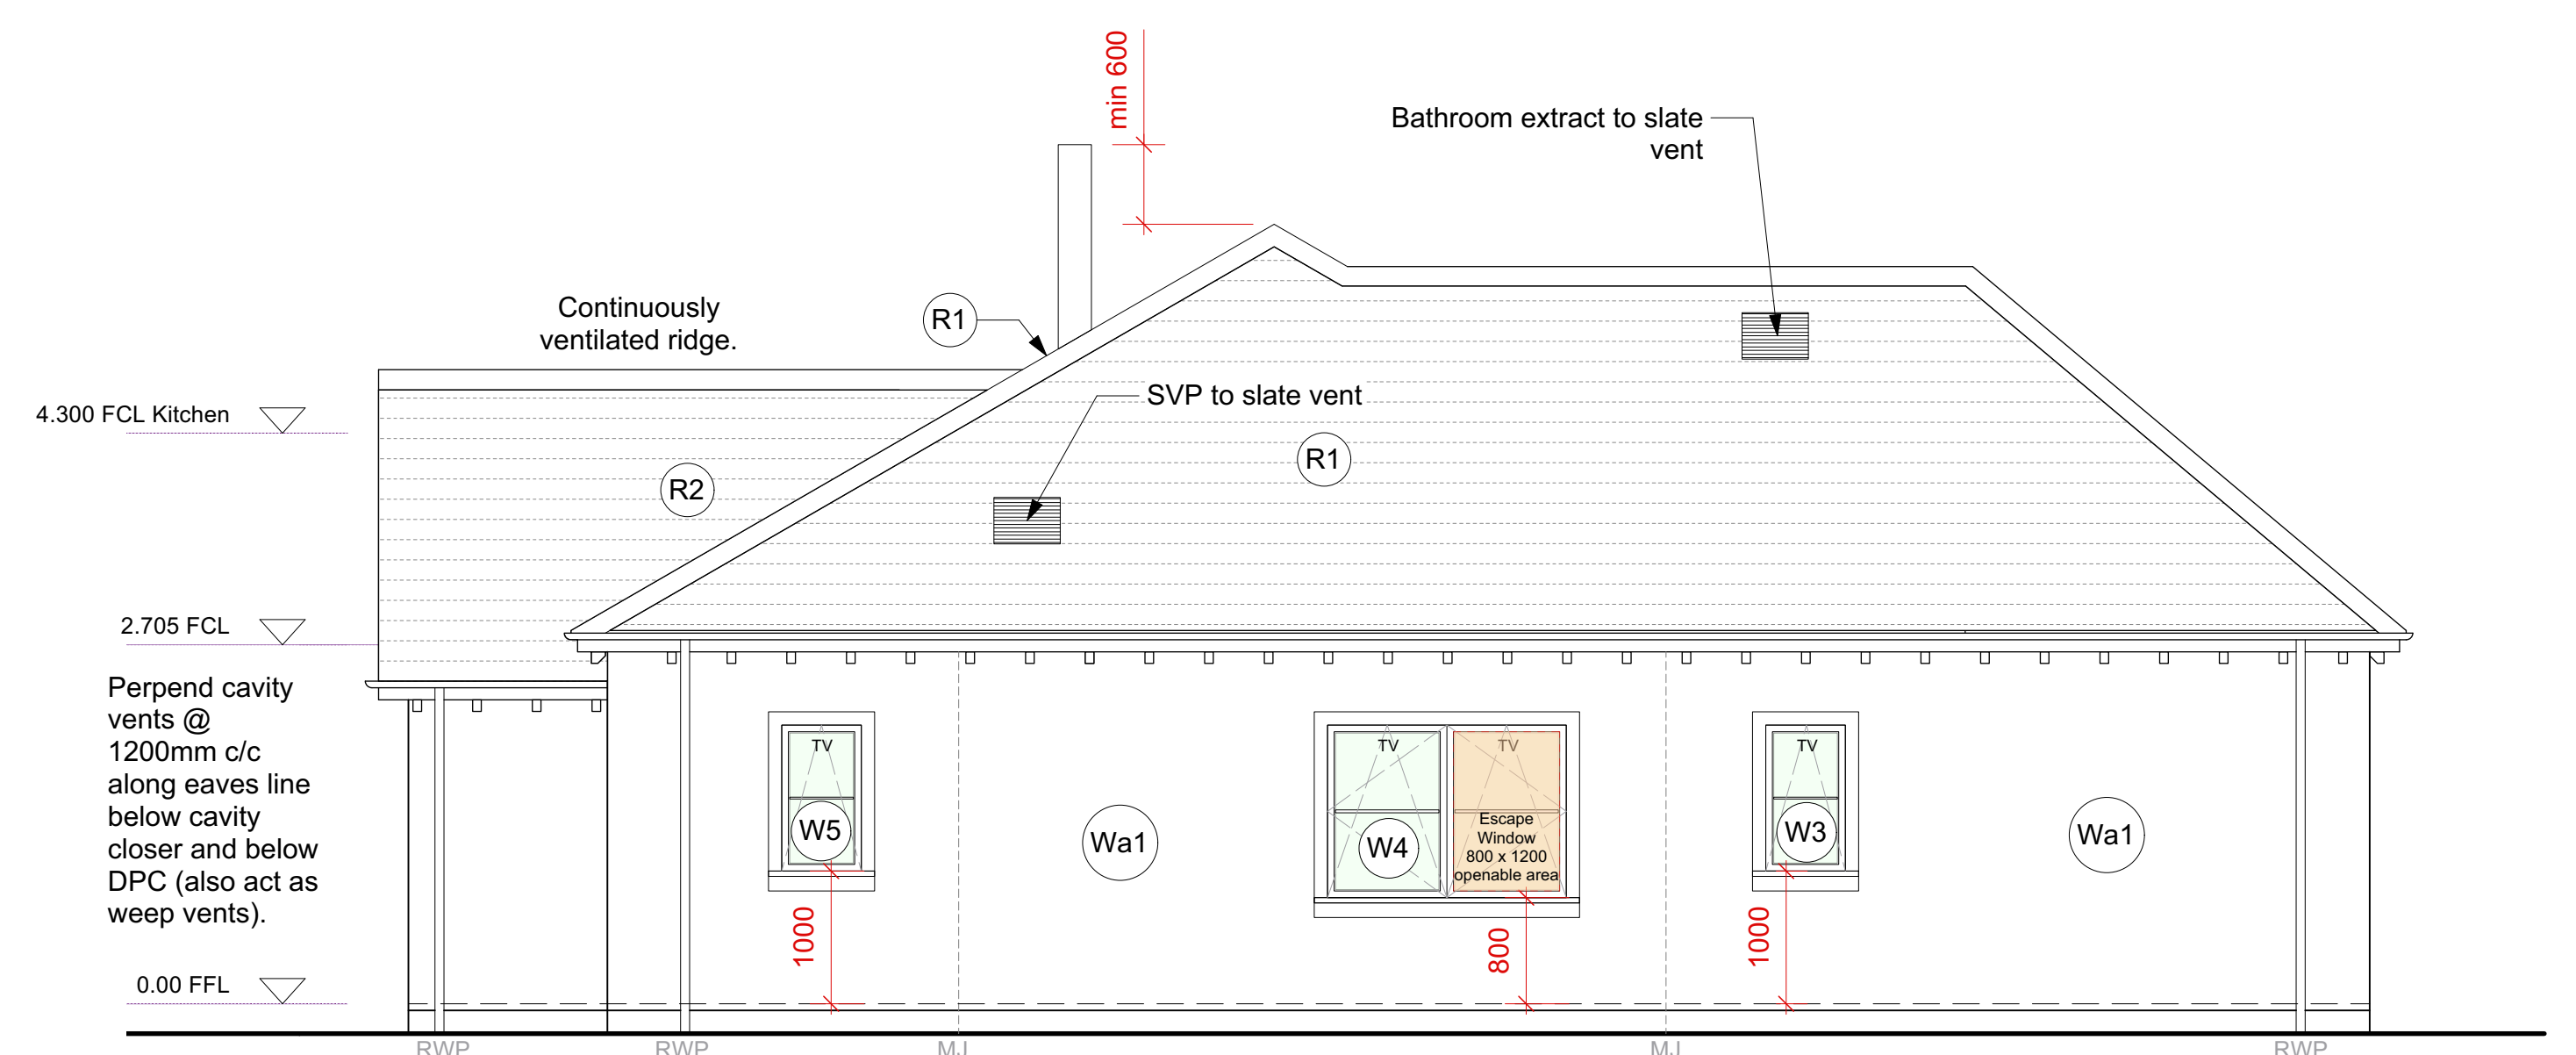 min 600
Bathroom extract to slate
vent
Continuously
ventilated ridge.
R1
SVP to slate vent
4.300 FCL Kitchen
R1
R2
2.705 FCL
Perpend cavity
vents @
1200mm c/c
along eaves line
below cavity
closer and below
DPC (also act as
weep vents).
TV
TV
TV
TV
W5
Wa1
W4
Escape
Window
800 x 1200
openable area
W3
Wa1
1000
800
1000
0.00 FFL
RWP
RWP
MJ
MJ
RWP